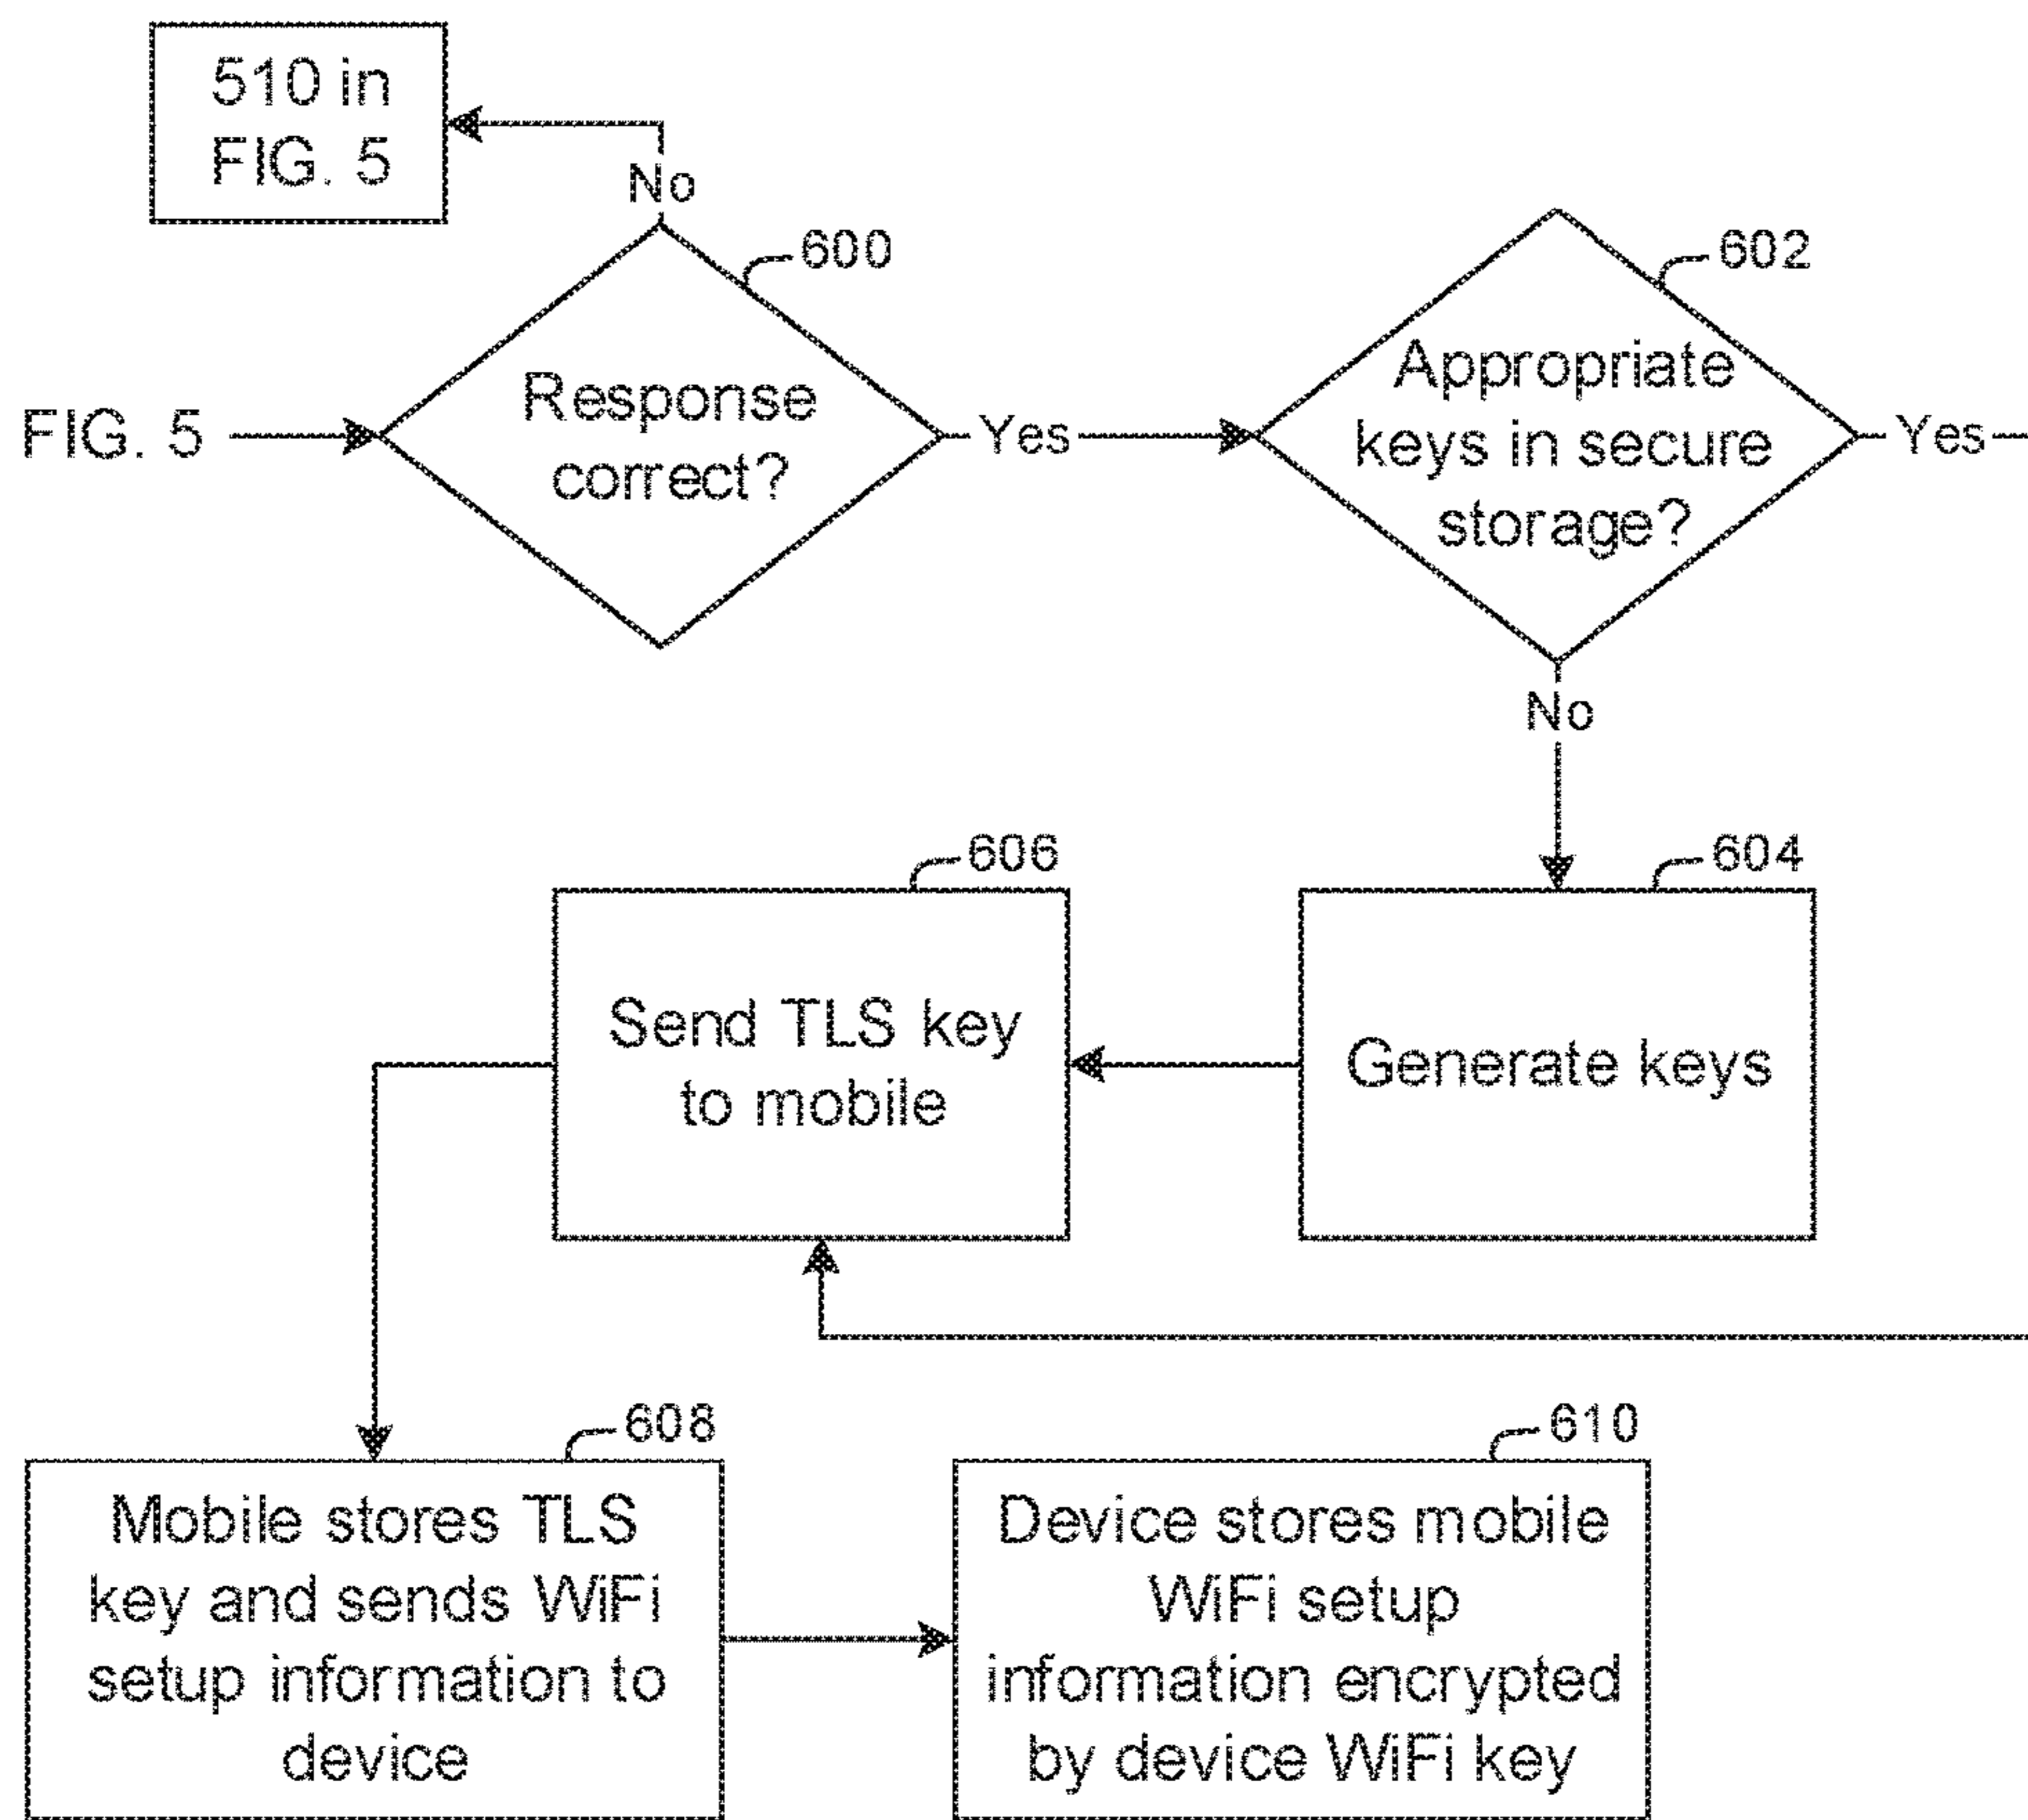 510 in
FIG. 5
No
600
602
FIG. 5
Response
correct?
Yes
Appropriate
keys in secure
storage?
Yes
No
606
604
Send TLS key
to mobile
Generate keys
608
610
Mobile stores TLS
key and sends WiFi
setup information to
device
Device stores mobile
WiFi setup
information encrypted
by device WiFi key